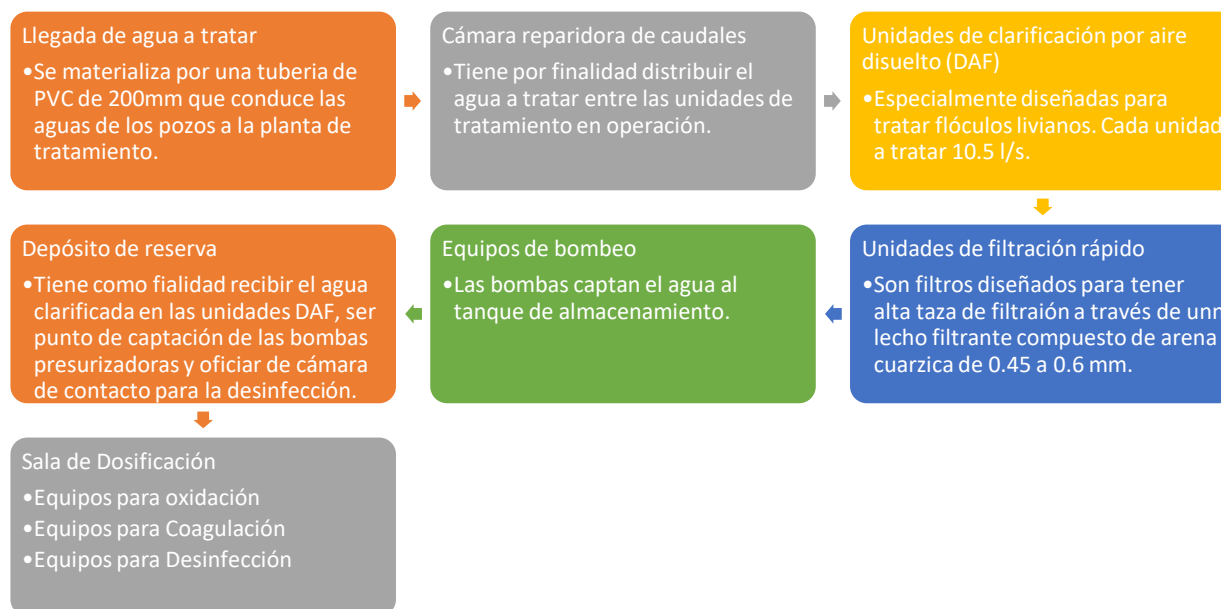 Llegada de agua a tratar
•Se materializa por una tuberia de
PVC de 200mm que conduce las
aguas de los pozos a la planta de
tratamiento.
Cámara reparidora de caudales
•Tiene por finalidad distribuir el
agua a tratar entre las unidades de
tratamiento en operación.
Unidades de clarificación por aire
disuelto (DAF)
•Especialmente diseñadas para
tratar flóculos livianos. Cada unidad
a tratar 10.5 l/s.
Unidades de filtración rápido
•Son filtros diseñados para tener
alta taza de filtraión a través de unn
lecho filtrante compuesto de arena
cuarzica de 0.45 a 0.6 mm.
Equipos de bombeo
•Las bombas captan el agua al
tanque de almacenamiento.
Depósito de reserva
•Tiene como fialidad recibir el agua
clarificada en las unidades DAF, ser
punto de captación de las bombas
presurizadoras y oficiar de cámara
de contacto para la desinfección.
Sala de Dosificación
•Equipos para oxidación
•Equipos para Coagulación
•Equipos para Desinfección